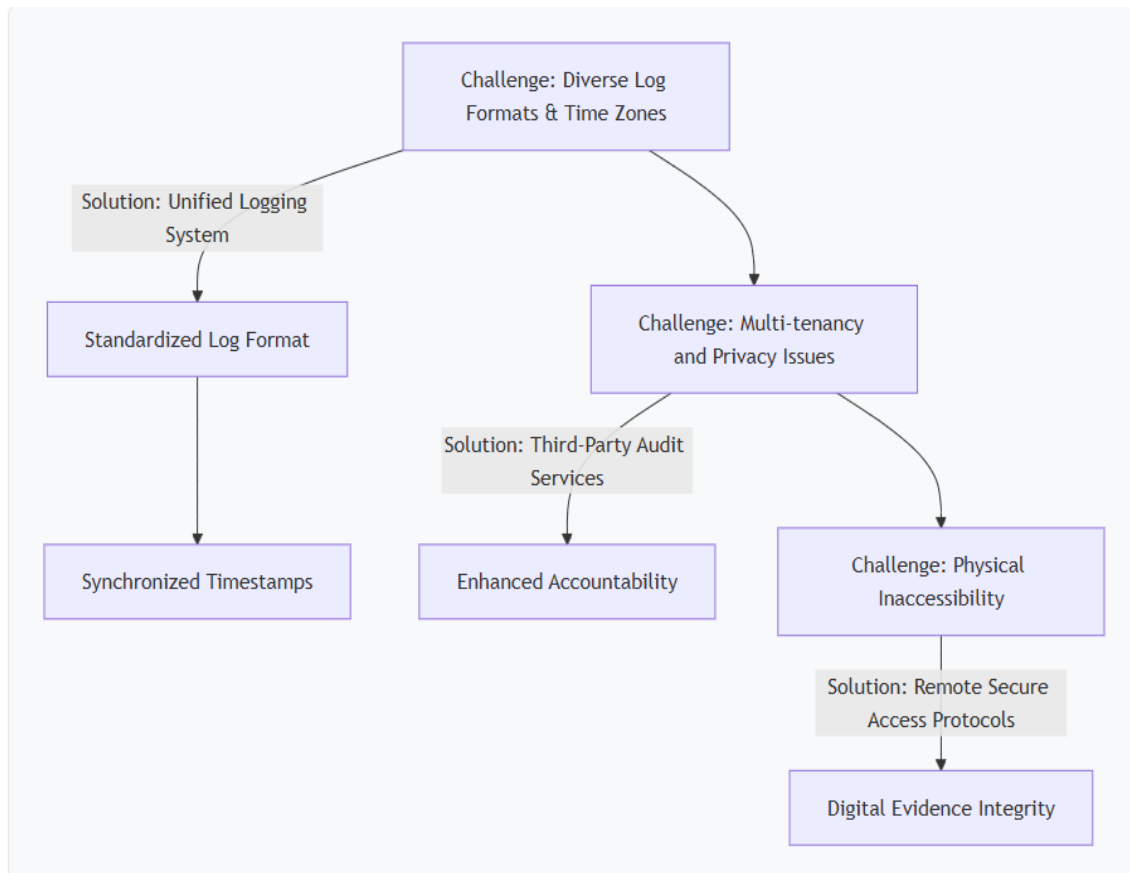 Challenge: Diverse Log
Formats & Time Zones
Solution: Unified Logging
System
Standardized Log Format
Challenge: Multi-tenancy
and Privacy Issues
Solution: Third-Party Audit
Services
Synchronized Timestamps
Enhanced Accountability
Challenge: Physical
Inaccessibility
Solution: Remote Secure
Access Protocols
Digital Evidence Integrity